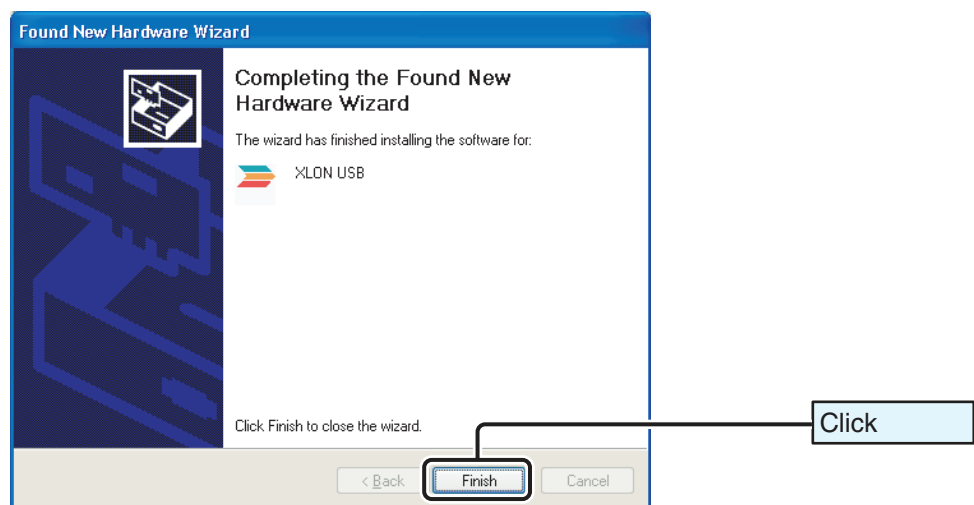 Found New Hardware Wizard
Completing the Found New
Hardware Wizard
The wizard has finished installing the software for:
XLON USB
Click Finish to close the wizard.
Click
< Back
Finish
Cancel